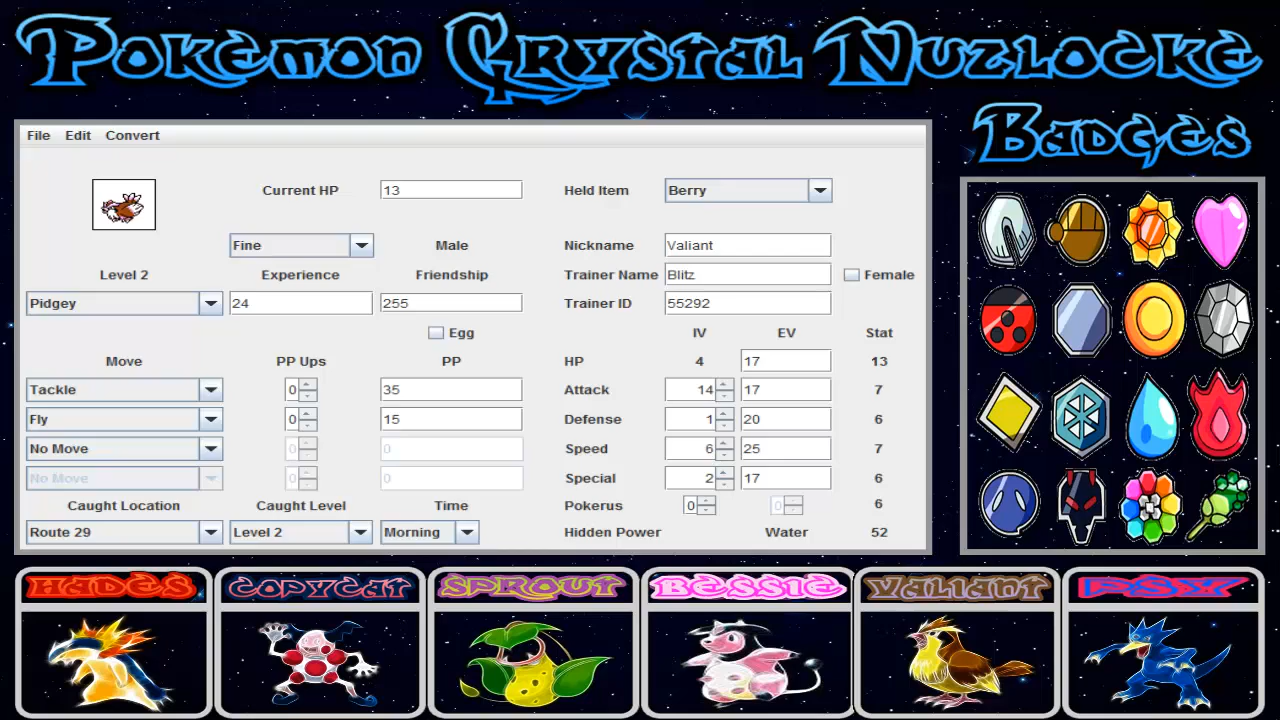 Pokémon Crystal Nuzlocke
Badges
File Edit Convert
Current HP 13 Held Item Berry
Fine Male Nickname Valiant
Level 2 Experience Friendship Trainer Name Blitz Female
Pidgey 24 255 Trainer ID 55292
Egg IV EV Stat
Move PP Ups PP HP 4 17 13
Tackle 0 35 Attack 14 17 7
Fly 0 15 Defense 1 20 6
No Move 0 0 Speed 6 25 7
No Move 0 0 Special 2 17 6
Caught Location Caught Level Time Pokerus 0 0 6
Route 29 Level 2 Morning Hidden Power Water 52
Hades Copycat Sprout Bessie Valiant Psy